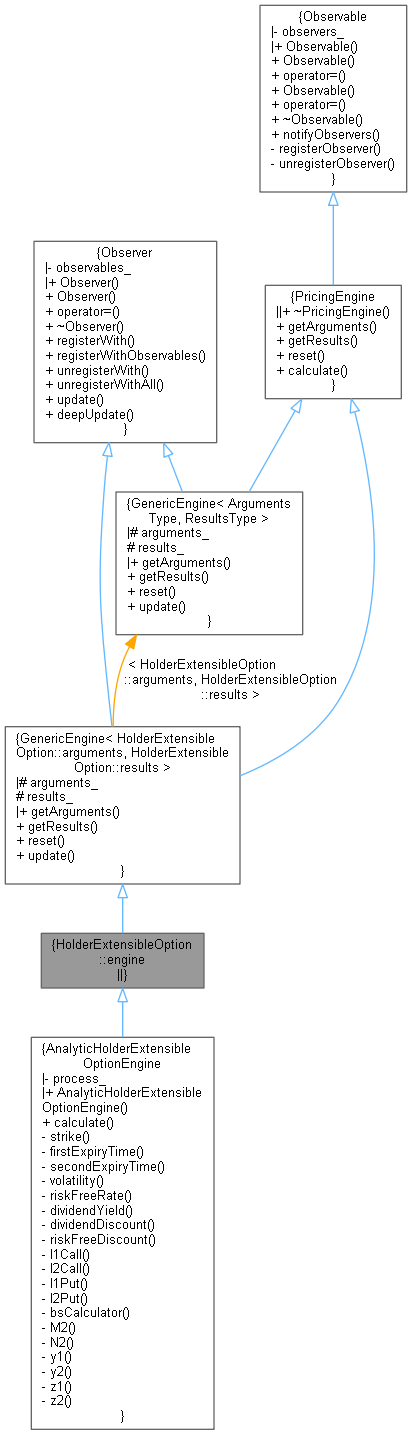 {Observable
|- observers_
|+ Observable()
+ Observable()
+ operator=()
+ Observable()
+ operator=()
+ ~Observable()
+ notifyObservers()
- registerObserver()
- unregisterObserver()
}
{Observer
|- observables_
|+ Observer()
+ Observer()
+ operator=()
+ ~Observer()
+ registerWith()
+ registerWithObservables()
+ unregisterWith()
+ unregisterWithAll()
+ update()
+ deepUpdate()
}
{PricingEngine
||+ ~PricingEngine()
+ getArguments()
+ getResults()
+ reset()
+ calculate()
}
{GenericEngine< Arguments
Type, ResultsType >
|# arguments_
# results_
|+ getArguments()
+ getResults()
+ reset()
+ update()
}
< HolderExtensibleOption
::arguments, HolderExtensibleOption
::results >
{GenericEngine< HolderExtensible
Option::arguments, HolderExtensible
Option::results >
|# arguments_
# results_
|+ getArguments()
+ getResults()
+ reset()
+ update()
}
{HolderExtensibleOption
::engine
||}
{AnalyticHolderExtensible
OptionEngine
|- process_
|+ AnalyticHolderExtensible
OptionEngine()
+ calculate()
- strike()
- firstExpiryTime()
- secondExpiryTime()
- volatility()
- riskFreeRate()
- dividendYield()
- dividendDiscount()
- riskFreeDiscount()
- I1Call()
- I2Call()
- I1Put()
- I2Put()
- bsCalculator()
- M2()
- N2()
- y1()
- y2()
- z1()
- z2()
}